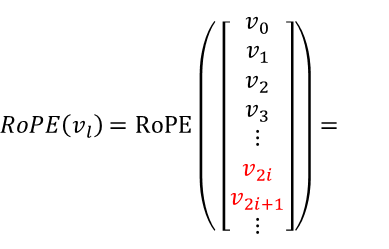 RoPE(v_l) = RoPE([v_0
v_1
v_2
v_3
⋮
v_{2i}
v_{2i+1}
⋮]) =